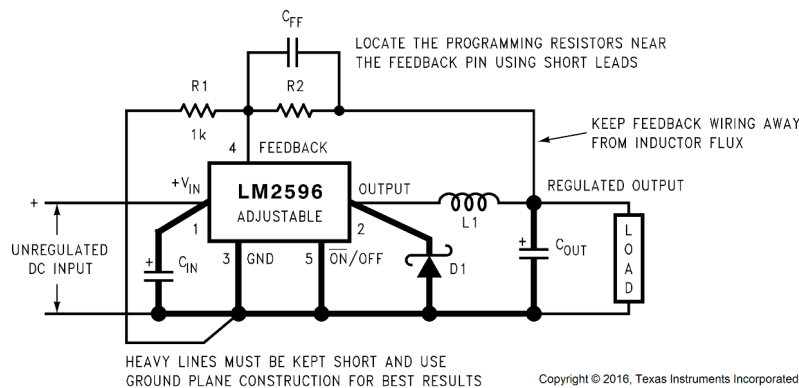 CFF
LOCATE THE PROGRAMMING RESISTORS NEAR
THE FEEDBACK PIN USING SHORT LEADS
R1
R2
1k
KEEP FEEDBACK WIRING AWAY
FROM INDUCTOR FLUX
4 FEEDBACK
+VIN
LM2596
ADJUSTABLE
OUTPUT
REGULATED OUTPUT
+
1
2
L1
UNREGULATED
DC INPUT
+
CIN
3 GND
5 ON/OFF
D1
+
COUT
LOAD
HEAVY LINES MUST BE KEPT SHORT AND USE
GROUND PLANE CONSTRUCTION FOR BEST RESULTS
Copyright © 2016, Texas Instruments Incorporated